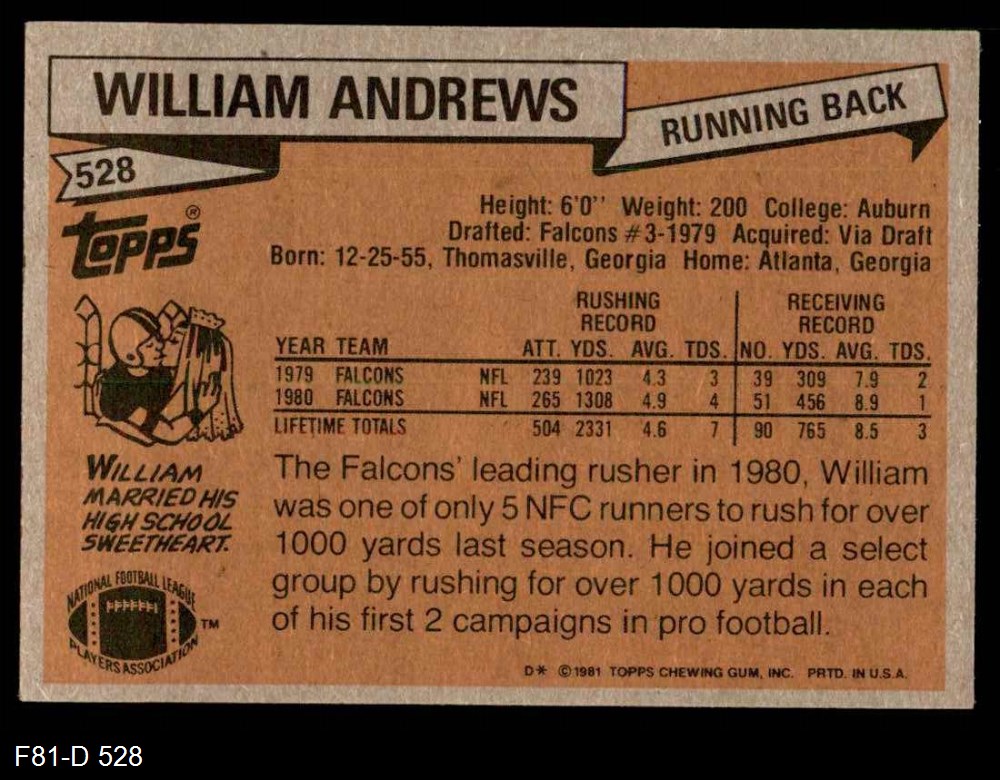 WILLIAM ANDREWS
RUNNING BACK
528
TOPPS®
Height: 6'0'' Weight: 200 College: Auburn
Drafted: Falcons #3-1979 Acquired: Via Draft
Born: 12-25-55, Thomasville, Georgia Home: Atlanta, Georgia
RUSHING RECORD RECEIVING RECORD
YEAR TEAM ATT. YDS. AVG. TDS. NO. YDS. AVG. TDS.
1979 FALCONS NFL 239 1023 4.3 3 39 309 7.9 2
1980 FALCONS NFL 265 1308 4.9 4 51 456 8.9 1
LIFETIME TOTALS 504 2331 4.6 7 90 765 8.5 3
WILLIAM
MARRIED HIS
HIGH SCHOOL
SWEETHEART.
The Falcons' leading rusher in 1980, William
was one of only 5 NFC runners to rush for over
1000 yards last season. He joined a select
group by rushing for over 1000 yards in each
of his first 2 campaigns in pro football.
NATIONAL FOOTBALL LEAGUE
PLAYERS ASSOCIATION
TM
D* ©1981 TOPPS CHEWING GUM, INC. PRTD. IN U.S.A.
F81-D 528